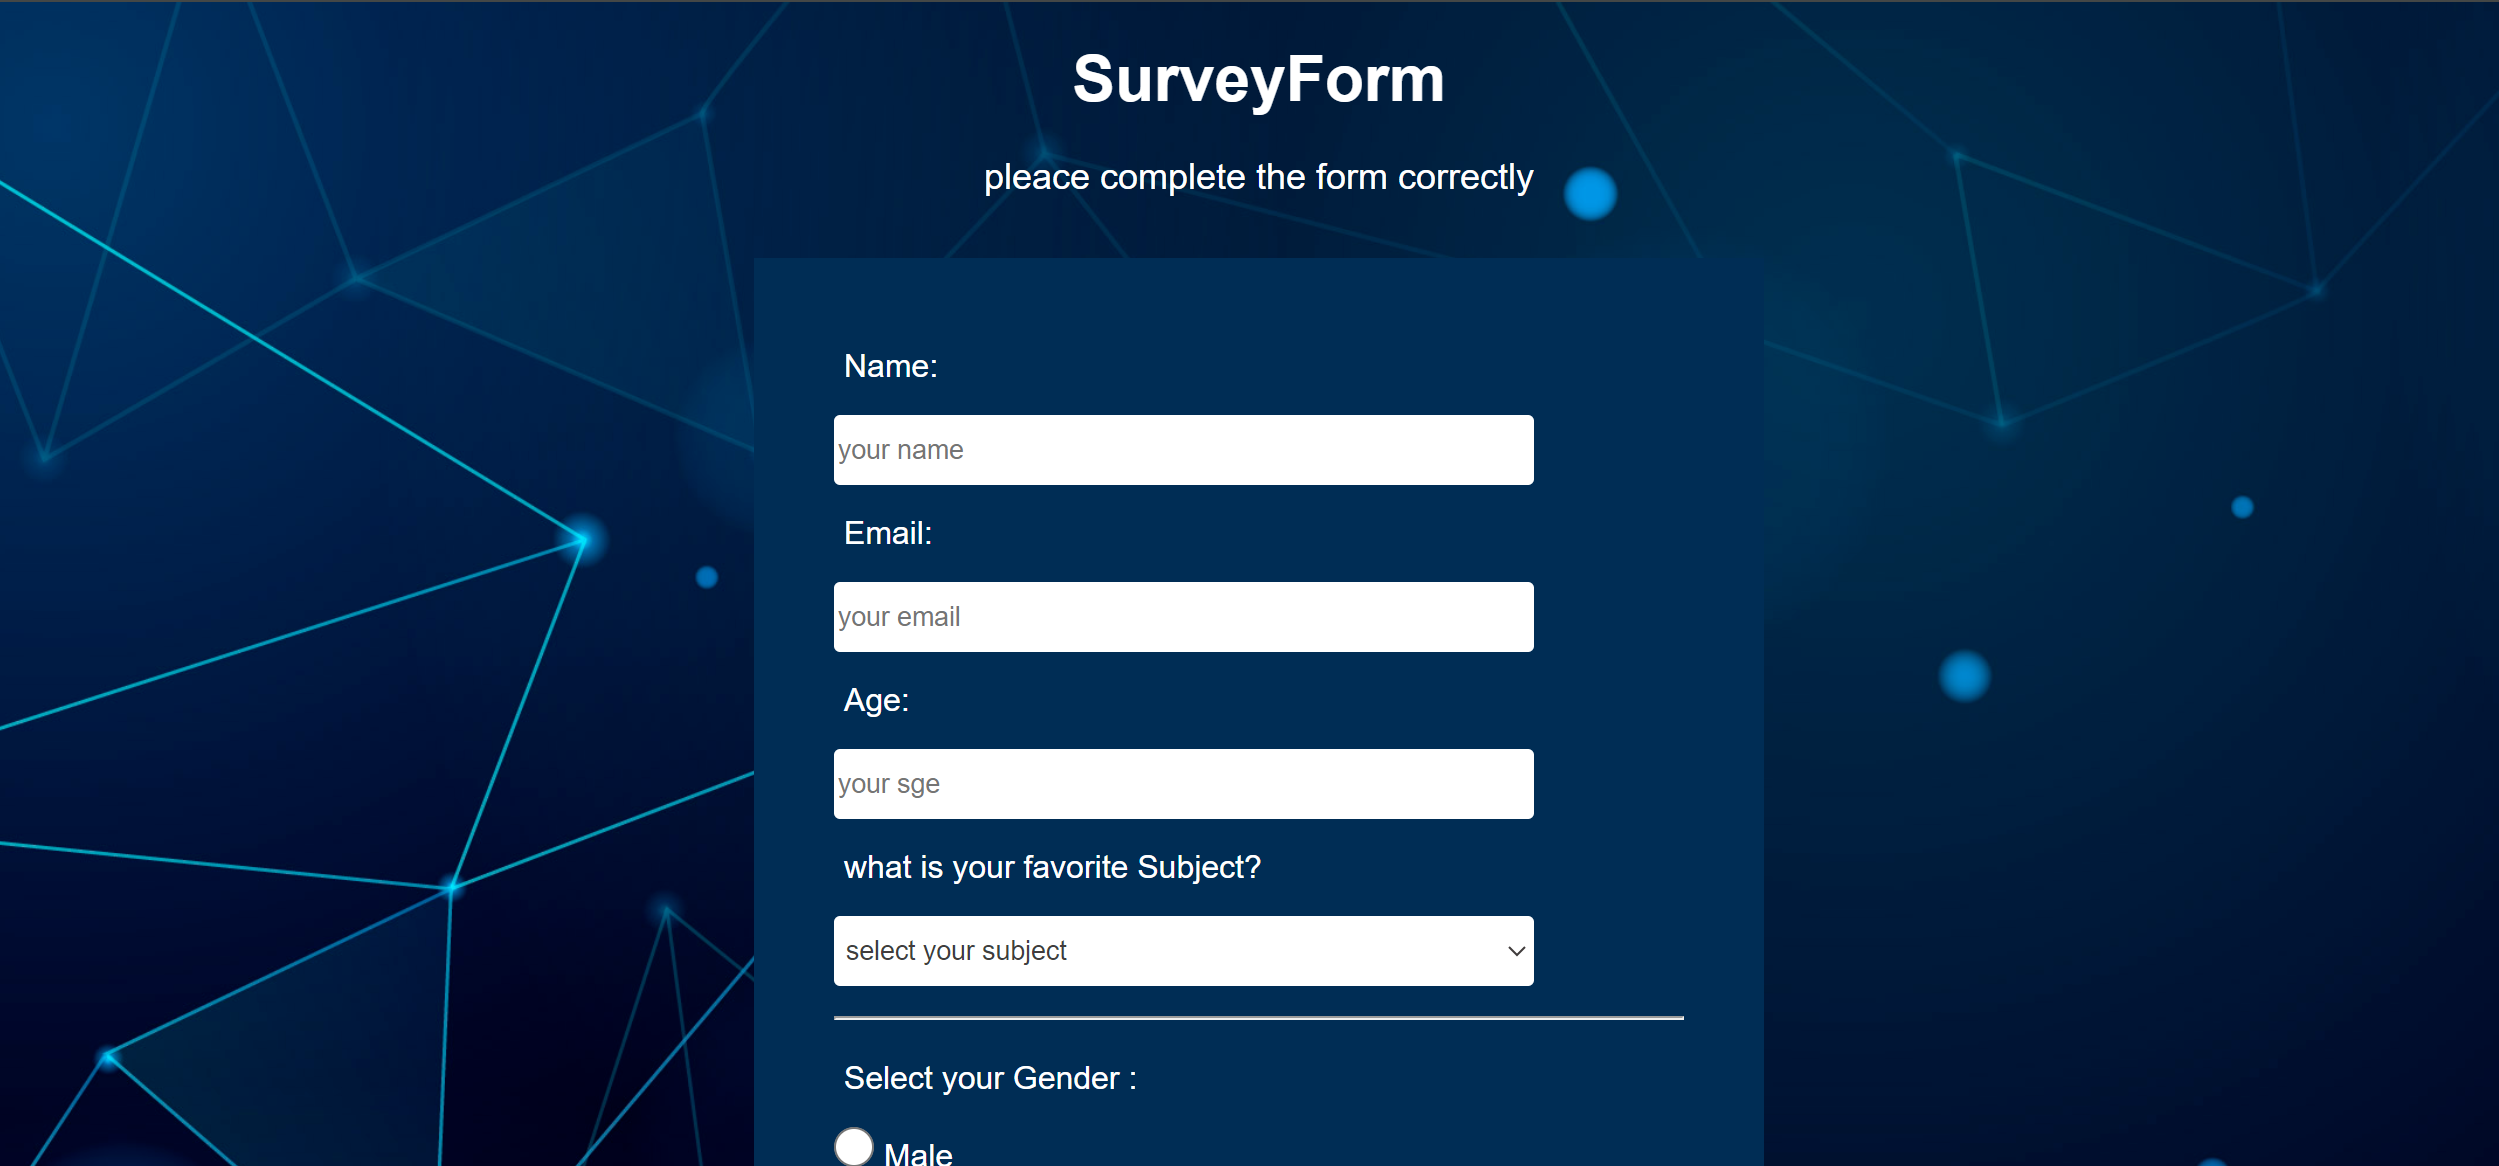 SurveyForm
pleace complete the form correctly
Name:
your name
Email:
your email
Age:
your sge
what is your favorite Subject?
select your subject
Select your Gender :
Male